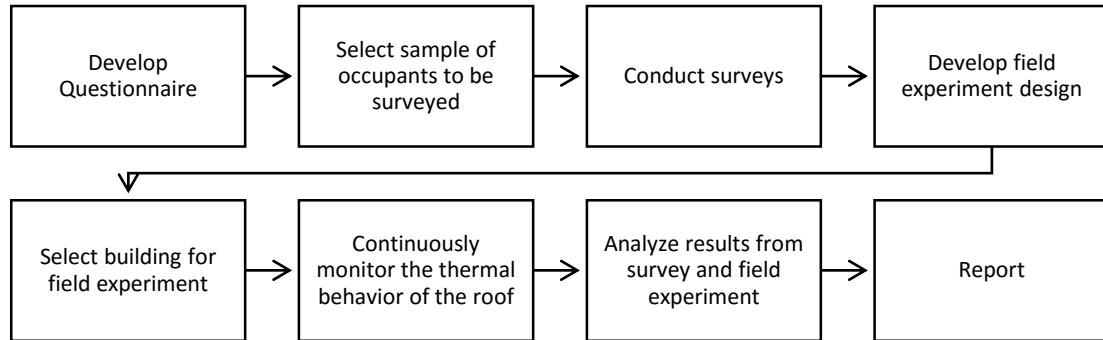 Develop
Questionnaire
Select sample of
occupants to be
surveyed
Conduct surveys
Develop field
experiment design
Select building for
field experiment
Continuously
monitor the thermal
behavior of the roof
Analyze results from
survey and field
experiment
Report